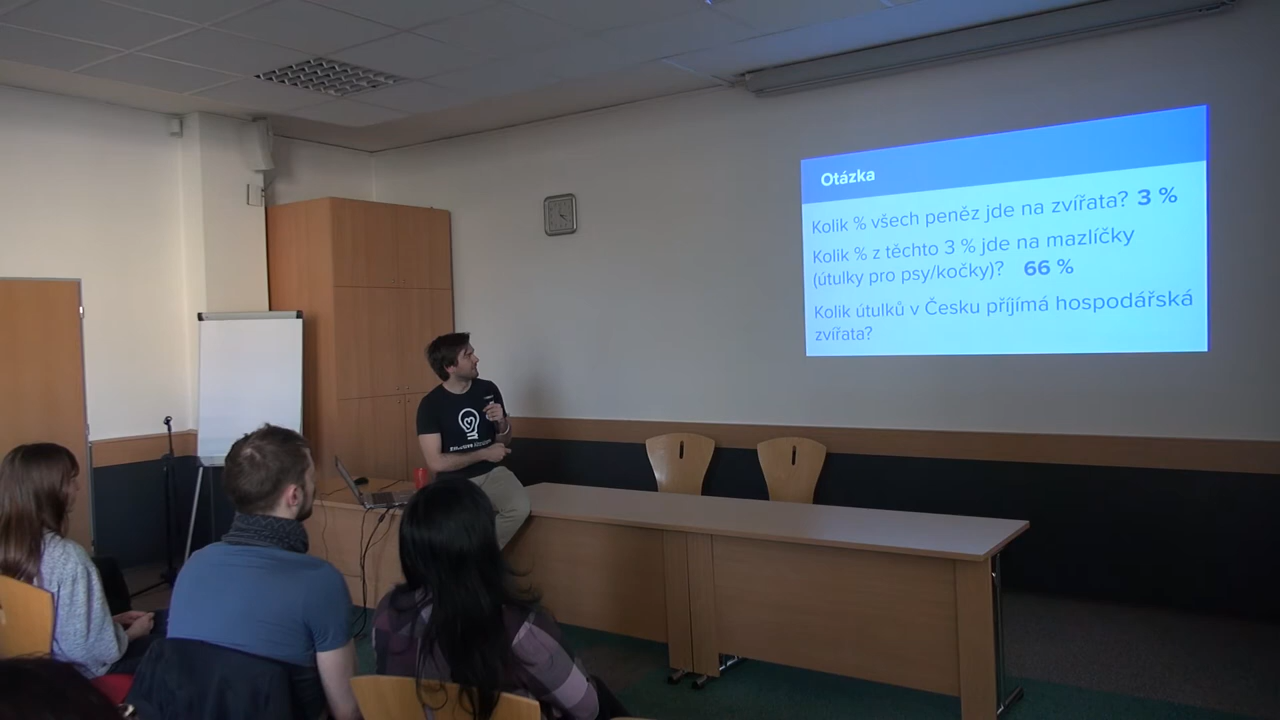 Otázka
Kolik % všech peněz jde na zvířata? 3 %
Kolik % z těchto 3 % jde na mazlíčky
(útulky pro psy/kočky)? 66 %
Kolik útulků v Česku příjímá hospodářská
zvířata?